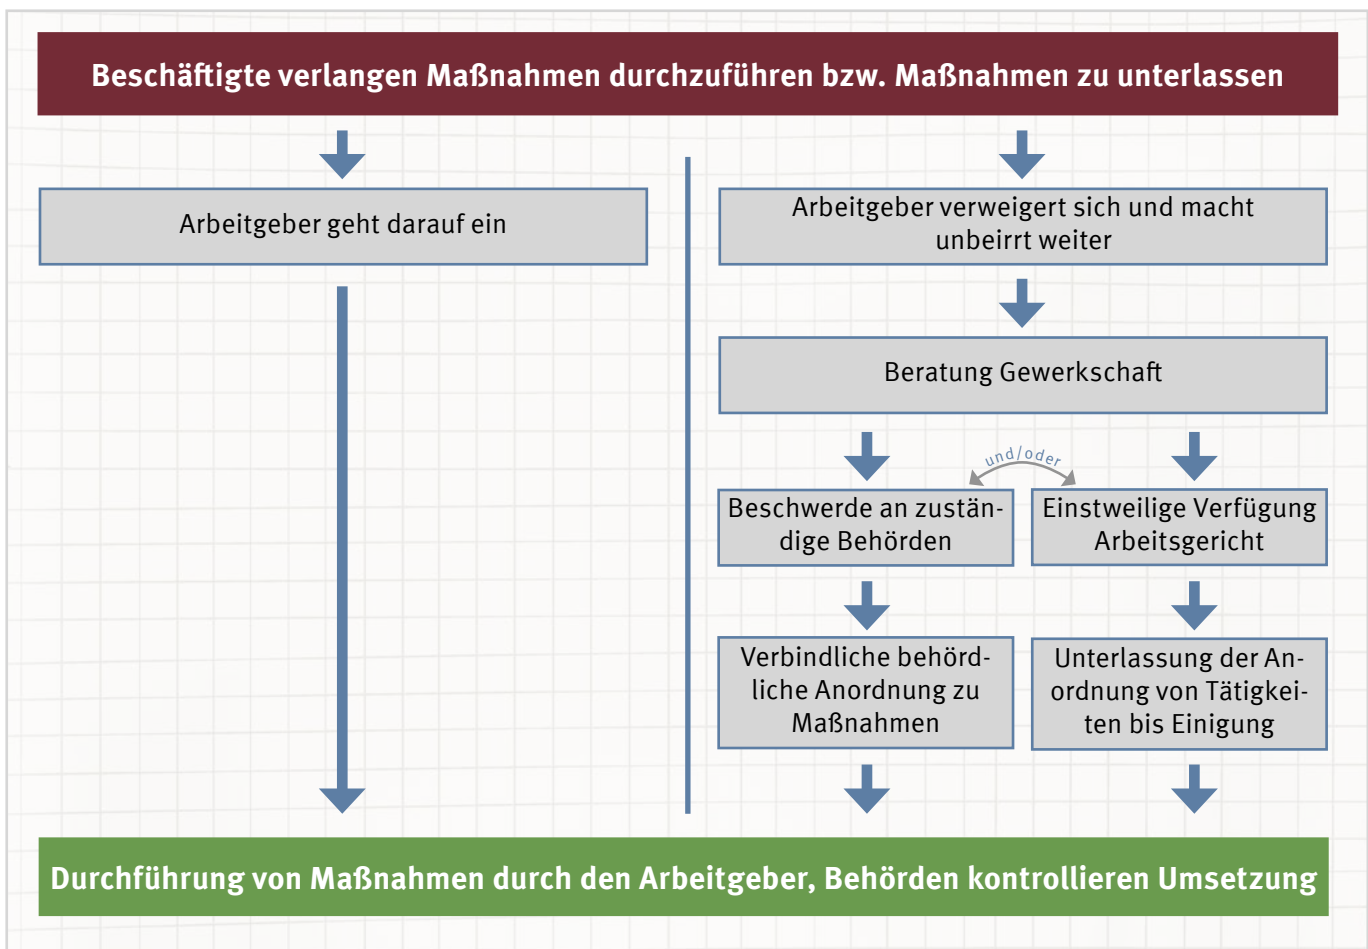 Beschäftigte verlangen Maßnahmen durchzuführen bzw. Maßnahmen zu unterlassen
Arbeitgeber geht darauf ein
Arbeitgeber verweigert sich und macht
unbeirrt weiter
Beratung Gewerkschaft
und/oder
Beschwerde an zustän-
dige Behörden
Einstweilige Verfügung
Arbeitsgericht
Verbindliche behörd-
liche Anordnung zu
Maßnahmen
Unterlassung der An-
ordnung von Tätigkei-
ten bis Einigung
Durchführung von Maßnahmen durch den Arbeitgeber, Behörden kontrollieren Umsetzung